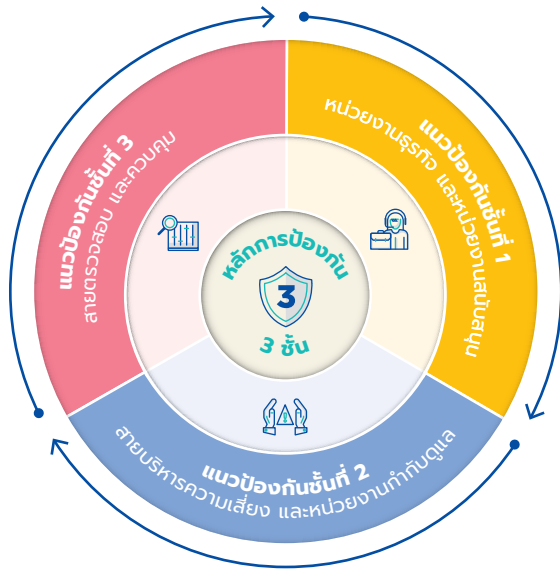 หลักการป้องกัน
3
3 ชั้น
แนวป้องกันชั้นที่ 1
หน่วยงานธุรกิจ และหน่วยงานสนับสนุน
แนวป้องกันชั้นที่ 2
สายบริหารความเสี่ยง และหน่วยงานกำกับดูแล
แนวป้องกันชั้นที่ 3
สายตรวจสอบ และควบคุม